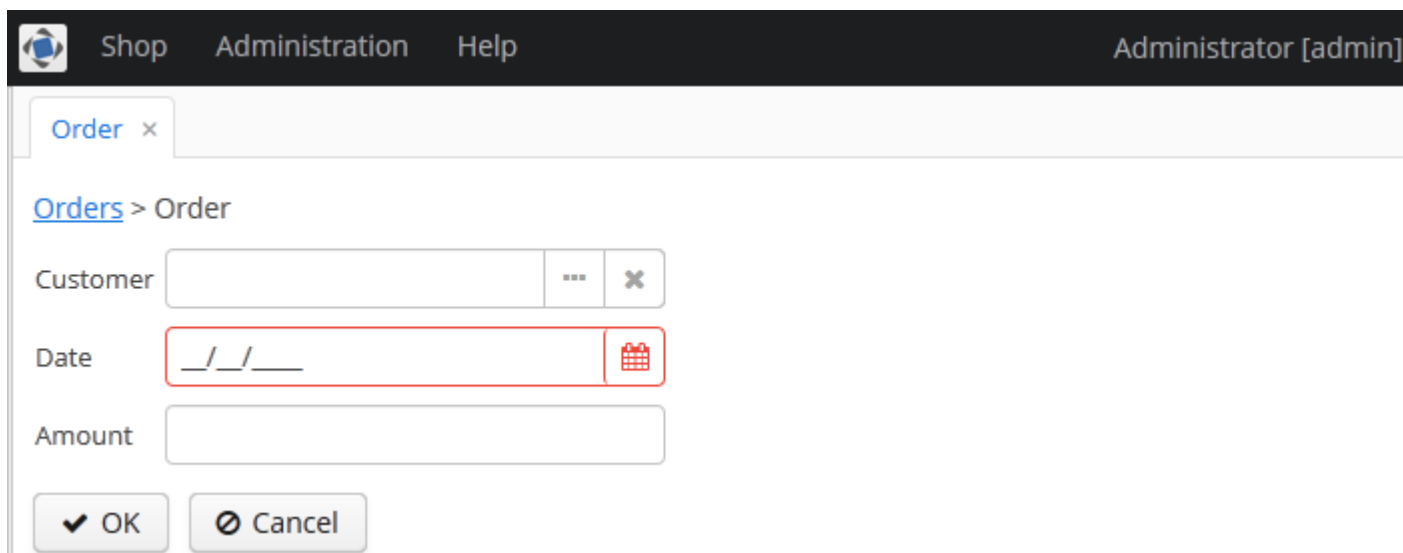 Shop Administration Help Administrator [admin]
Order ×
Orders > Order
Customer
Date __/__/____
Amount
OK Cancel